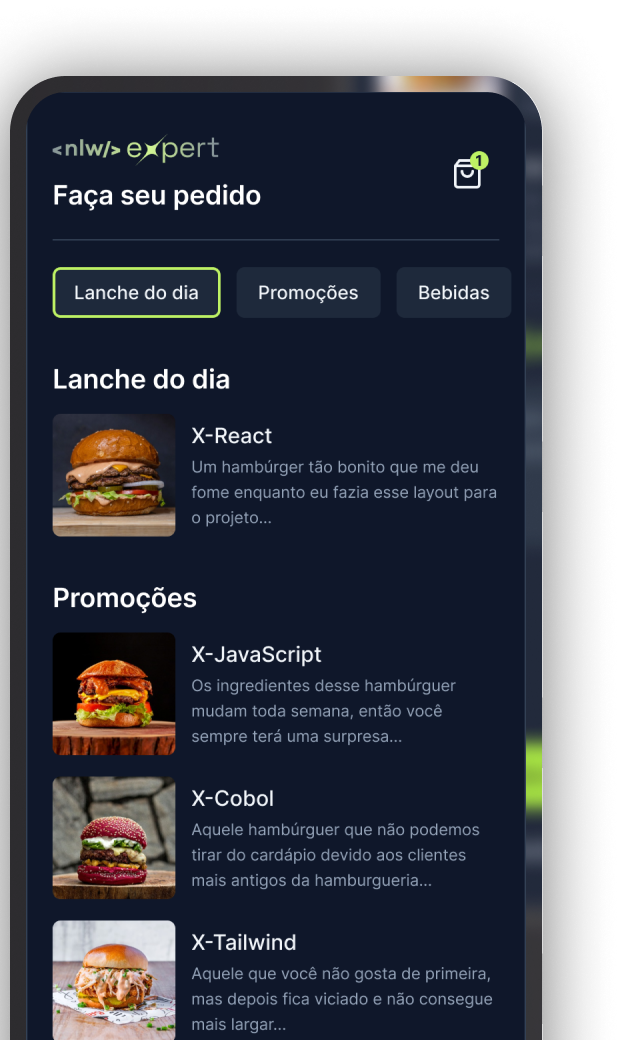 <nlw/> expert
1
Faça seu pedido
Lanche do dia Promoções Bebidas
Lanche do dia
X-React
Um hambúrger tão bonito que me deu
fome enquanto eu fazia esse layout para
o projeto...
Promoções
X-JavaScript
Os ingredientes desse hambúrguer
mudam toda semana, então você
sempre terá uma surpresa...
X-Cobol
Aquele hambúrguer que não podemos
tirar do cardápio devido aos clientes
mais antigos da hamburgueria...
X-Tailwind
Aquele que você não gosta de primeira,
mas depois fica viciado e não consegue
mais largar...